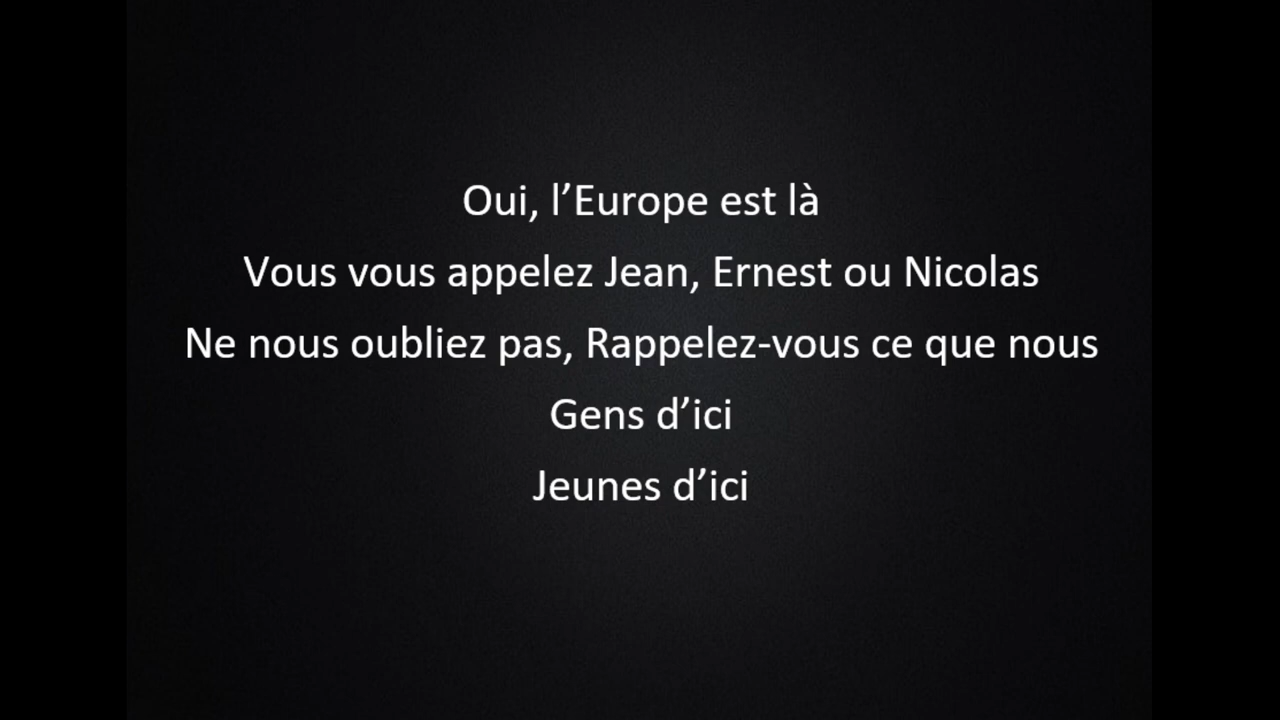 Oui, l’Europe est là
Vous vous appelez Jean, Ernest ou Nicolas
Ne nous oubliez pas, Rappelez-vous ce que nous
Gens d’ici
Jeunes d’ici